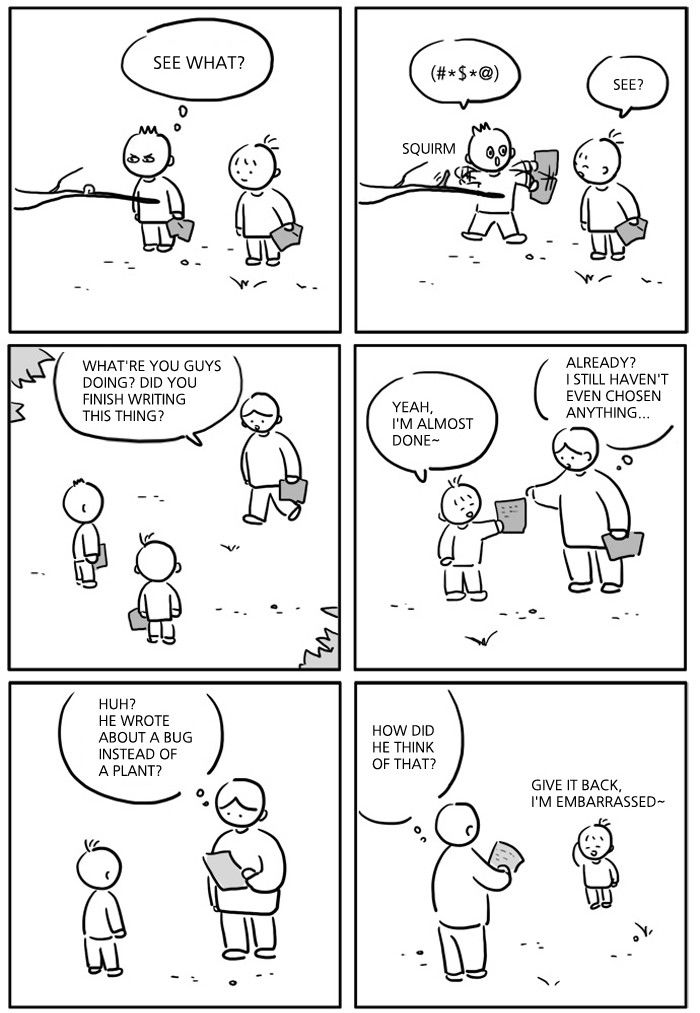 SEE WHAT?
(#*$*@)
SEE?
SQUIRM
WHAT'RE YOU GUYS
DOING? DID YOU
FINISH WRITING
THIS THING?
YEAH,
I'M ALMOST
DONE~
ALREADY?
I STILL HAVEN'T
EVEN CHOSEN
ANYTHING...
HUH?
HE WROTE
ABOUT A BUG
INSTEAD OF
A PLANT?
HOW DID
HE THINK
OF THAT?
GIVE IT BACK,
I'M EMBARRASSED~